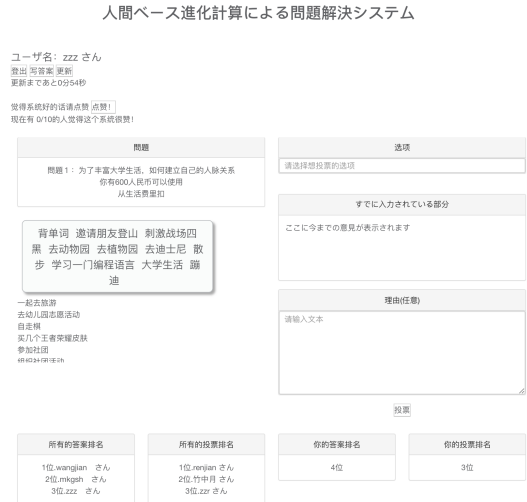 人間ベース進化計算による問題解決システム
ユーザ名: zzz さん
登出 写答案 更新
更新まであと0分54秒
觉得系统好的话请点赞 点赞!
现在有 0/10的人觉得这个系统很赞!
問題
問題1: 为了丰富大学生活，如何建立自己的人脉关系
你有600人民币可以使用
从生活费里扣
背单词 邀请朋友登山 刺激战场四
黑 去动物园 去植物园 去迪士尼 散
步 学习一门编程语言 大学生活 蹦
迪
一起去旅游
去幼儿园志愿活动
自走棋
买几个王者荣耀皮肤
参加社团
组织社团活动
选项
请选择想投票的选项
すでに入力されている部分
ここに今までの意見が表示されます
理由(任意)
请输入文本
投票
所有的答案排名
1位.wangjian さん
2位.mkgsh さん
3位.zzz さん
所有的投票排名
1位.renjian さん
2位.竹中月 さん
3位.zzr さん
你的答案排名
4位
你的投票排名
3位